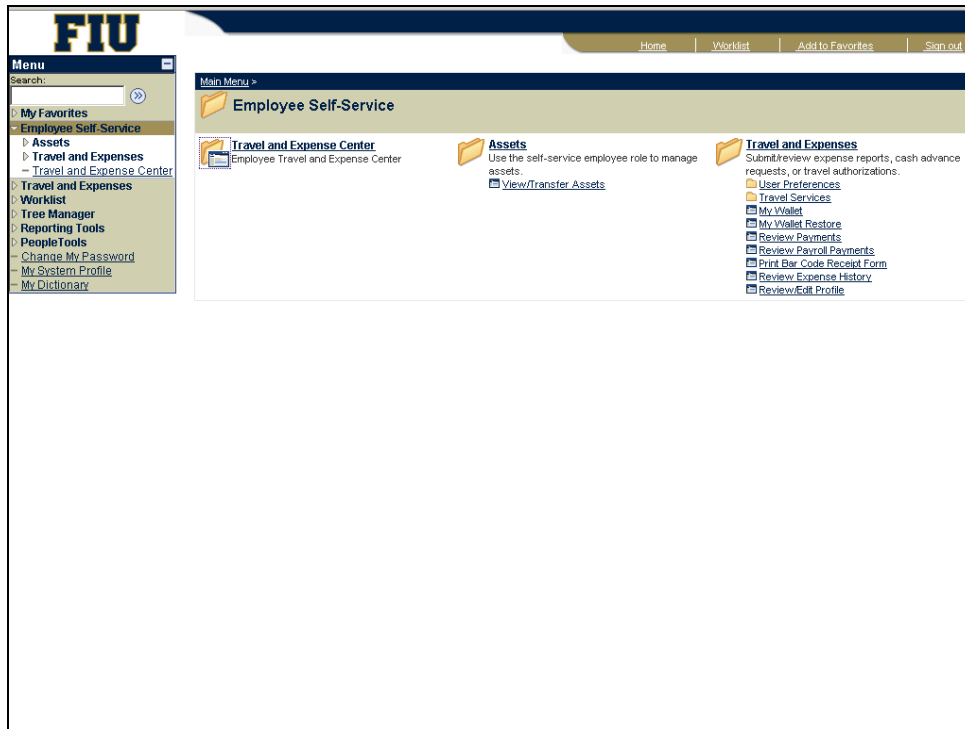 FIU
Home
Worklist
Add to Favorites
Sign out
Menu
Search:
My Favorites
Employee Self-Service
Assets
Travel and Expenses
Travel and Expense Center
Travel and Expenses
Worklist
Tree Manager
Reporting Tools
PeopleTools
Change My Password
My System Profile
My Dictionary
Main Menu >
Employee Self-Service
Travel and Expense Center
Employee Travel and Expense Center
Assets
Use the self-service employee role to manage
assets.
View/Transfer Assets
Travel and Expenses
Submit/review expense reports, cash advance
requests, or travel authorizations.
User Preferences
Travel Services
My Wallet
My Wallet Restore
Review Payments
Review Payroll Payments
Print Bar Code Receipt Form
Review Expense History
Review/Edit Profile